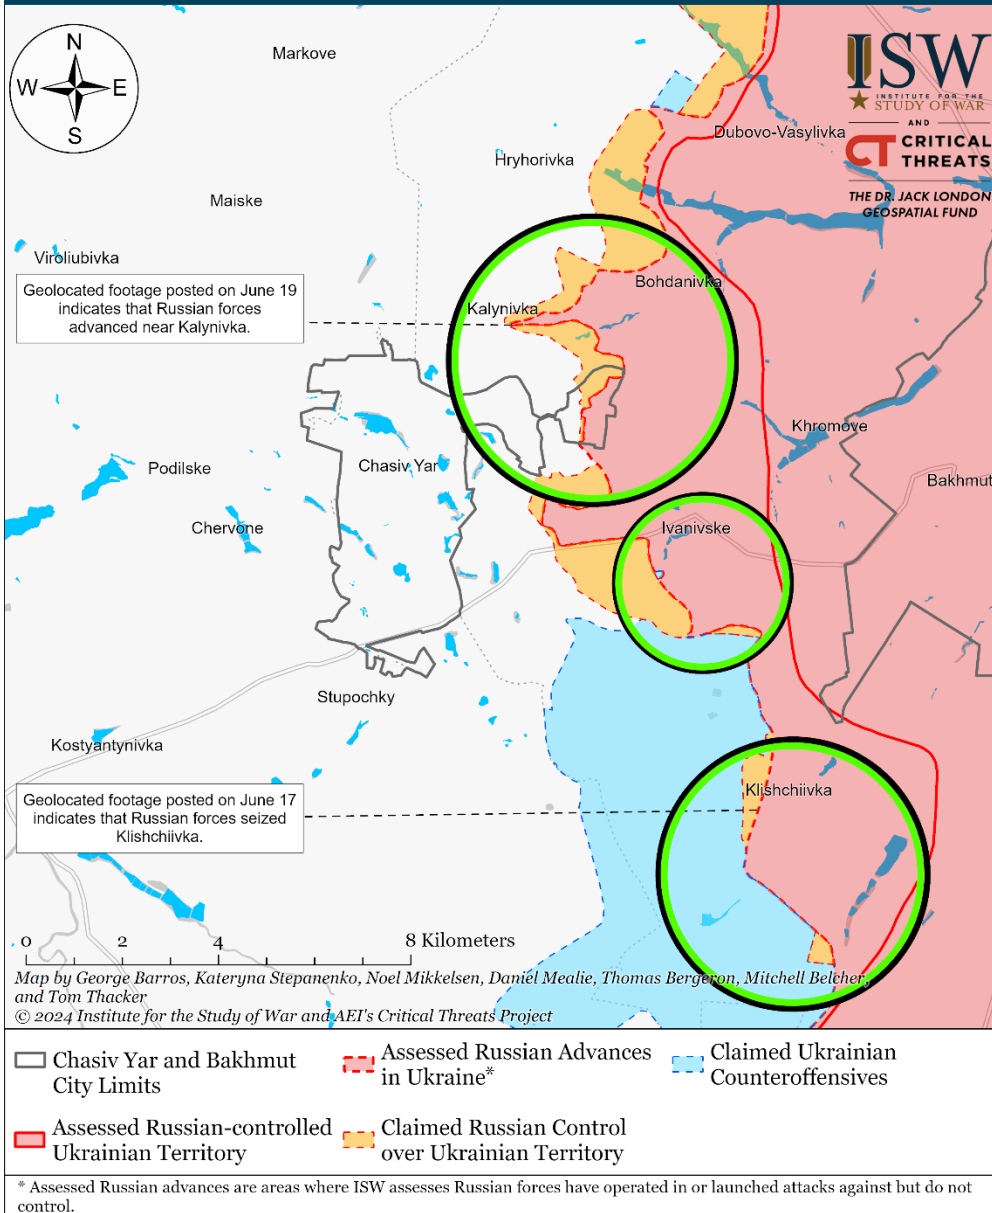 N
W
E
S
ISW
INSTITUTE FOR THE
STUDY OF WAR
AND
CT CRITICAL
THREATS
THE DR. JACK LONDON
GEOSPATIAL FUND
Markove
Dubovo-Vasylivka
Hryhorivka
Maiske
Viroliubivka
Bohdanivka
Geolocated footage posted on June 19
indicates that Russian forces
advanced near Kalynivka.
Kalynivka
Khromove
Podilske
Chasiv Yar
Bakhmut
Chervone
Ivanivske
Stupochky
Kostyantynivka
Klishchiivka
Geolocated footage posted on June 17
indicates that Russian forces seized
Klishchiivka.
0 2 4 8 Kilometers
Map by George Barros, Kateryna Stepanenko, Noel Mikkelsen, Daniel Mealie, Thomas Bergeron, Mitchell Belcher,
and Tom Thacker
© 2024 Institute for the Study of War and AEI's Critical Threats Project
Chasiv Yar and Bakhmut
City Limits
Assessed Russian Advances
in Ukraine*
Claimed Ukrainian
Counteroffensives
Assessed Russian-controlled
Ukrainian Territory
Claimed Russian Control
over Ukrainian Territory
* Assessed Russian advances are areas where ISW assesses Russian forces have operated in or launched attacks against but do not
control.